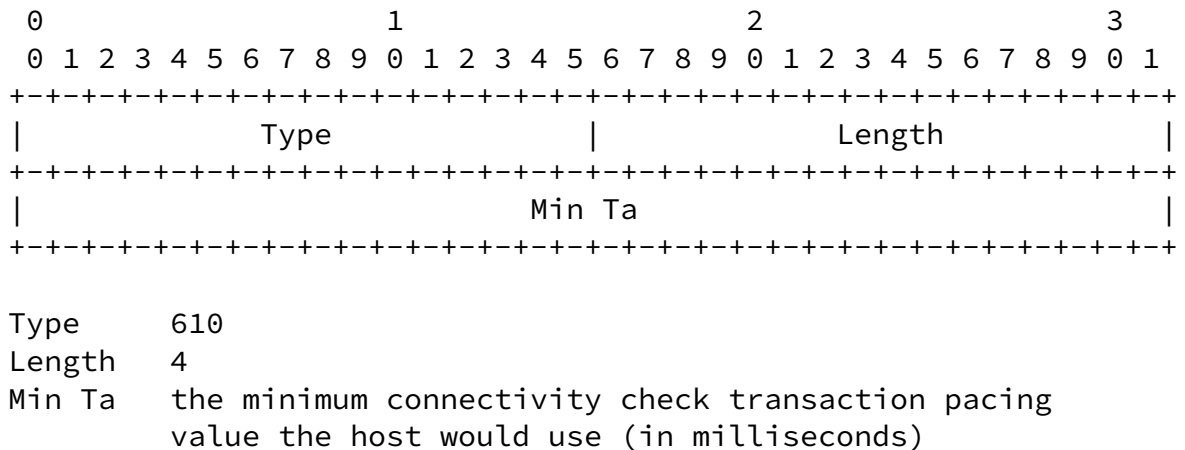 0                   1                   2                   3
 0 1 2 3 4 5 6 7 8 9 0 1 2 3 4 5 6 7 8 9 0 1 2 3 4 5 6 7 8 9 0 1
+-+-+-+-+-+-+-+-+-+-+-+-+-+-+-+-+-+-+-+-+-+-+-+-+-+-+-+-+-+-+-+-+
|             Type              |             Length            |
+-+-+-+-+-+-+-+-+-+-+-+-+-+-+-+-+-+-+-+-+-+-+-+-+-+-+-+-+-+-+-+-+
|                            Min Ta                             |
+-+-+-+-+-+-+-+-+-+-+-+-+-+-+-+-+-+-+-+-+-+-+-+-+-+-+-+-+-+-+-+-+

Type     610
Length   4
Min Ta   the minimum connectivity check transaction pacing
         value the host would use (in milliseconds)